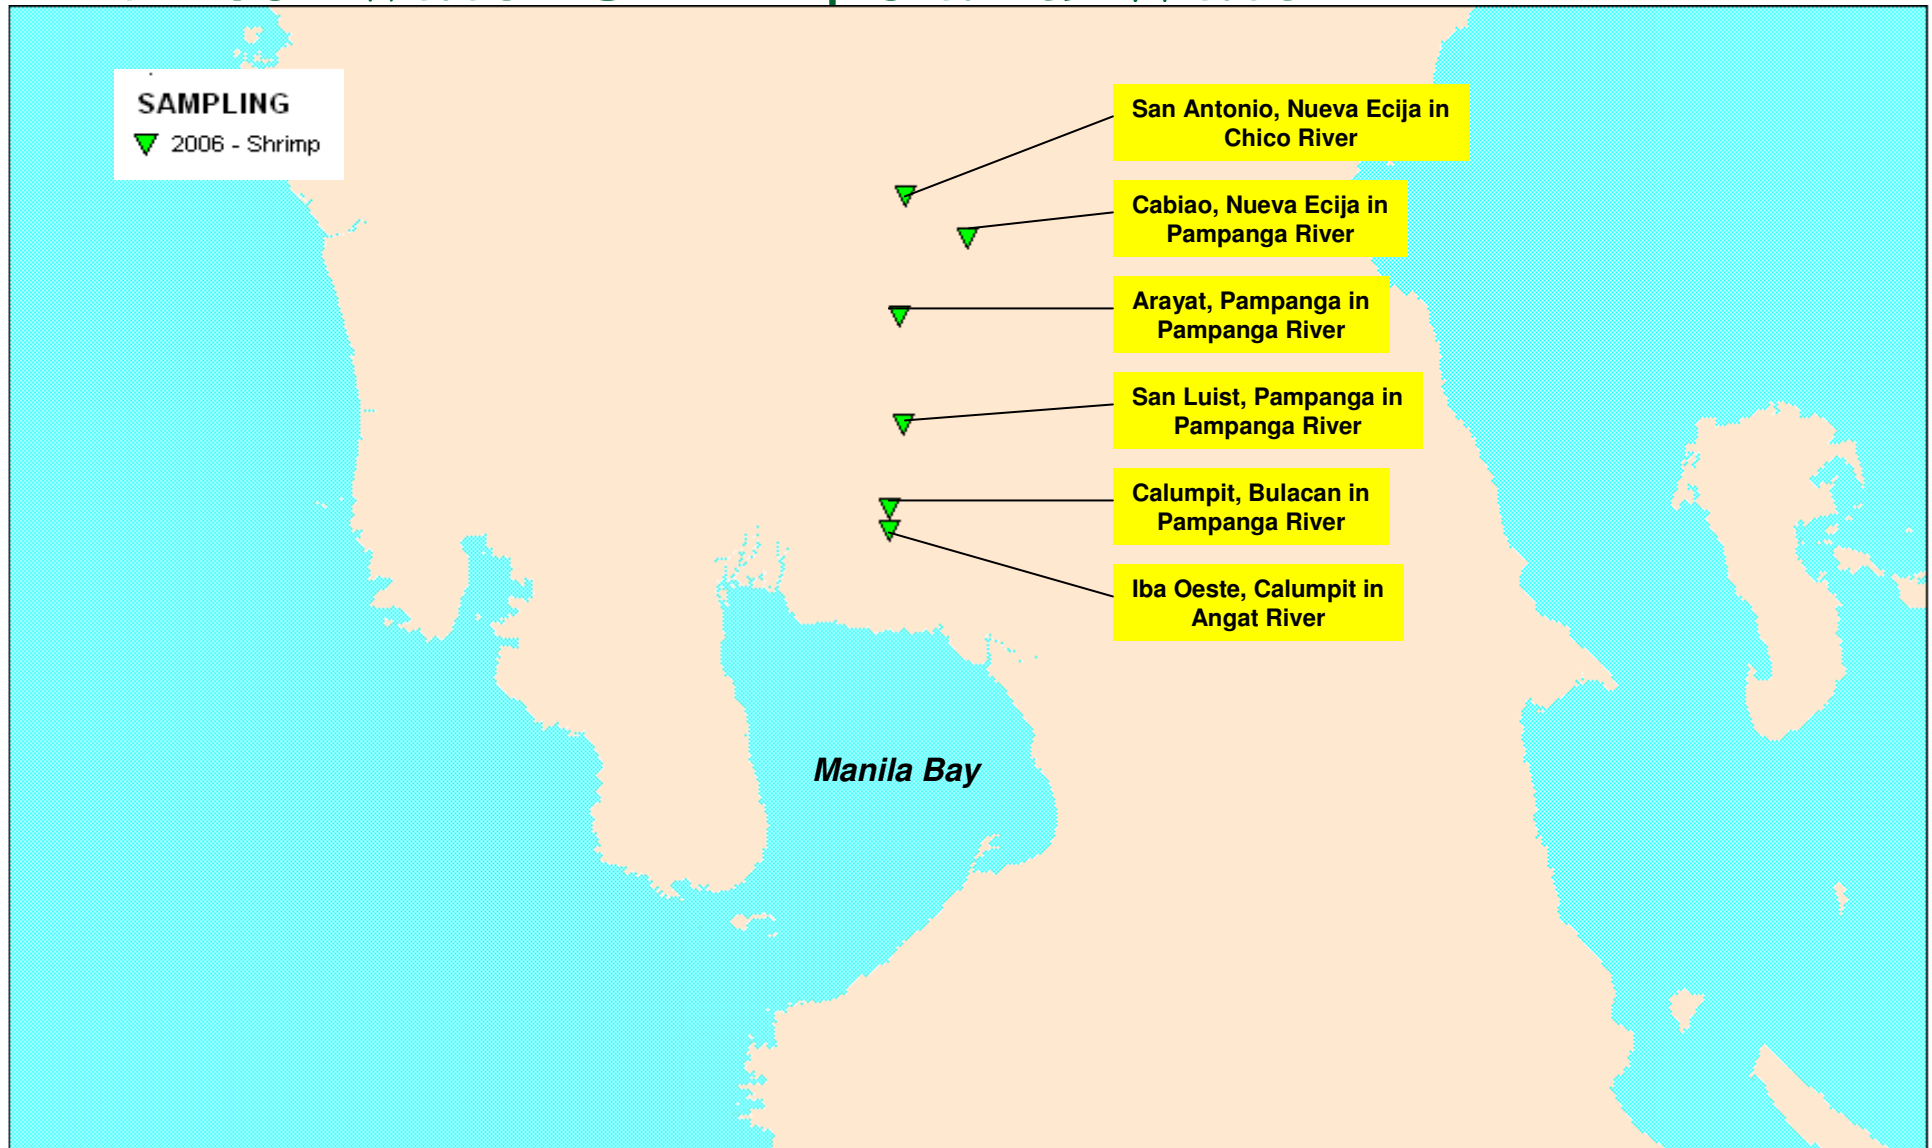 SAMPLING
2006 - Shrimp
San Antonio, Nueva Ecija in
Chico River
Cabiao, Nueva Ecija in
Pampanga River
Arayat, Pampanga in
Pampanga River
San Luist, Pampanga in
Pampanga River
Calumpit, Bulacan in
Pampanga River
Iba Oeste, Calumpit in
Angat River
Manila Bay